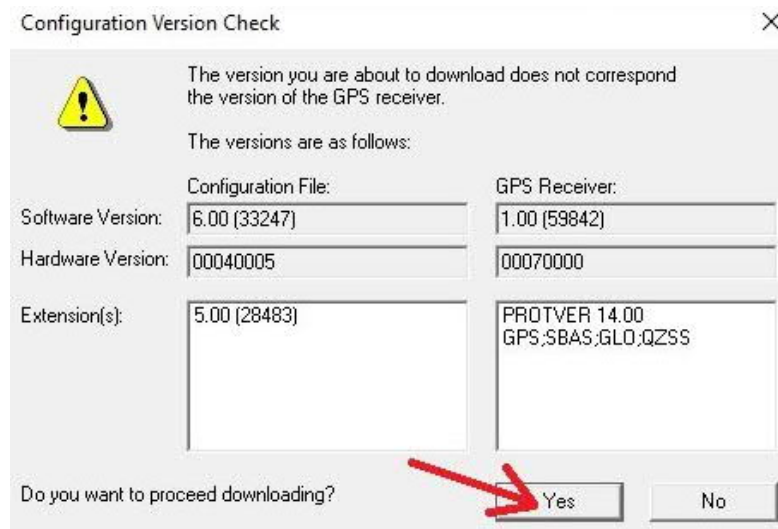 Configuration Version Check
The version you are about to download does not correspond
the version of the GPS receiver.
The versions are as follows:
Configuration File: GPS Receiver:
Software Version: 6.00 (33247) 1.00 (59842)
Hardware Version: 00040005 00070000
Extension(s): 5.00 (28483) PROTVER 14.00
GPS;SBAS;GLO;QZSS
Do you want to proceed downloading? Yes No